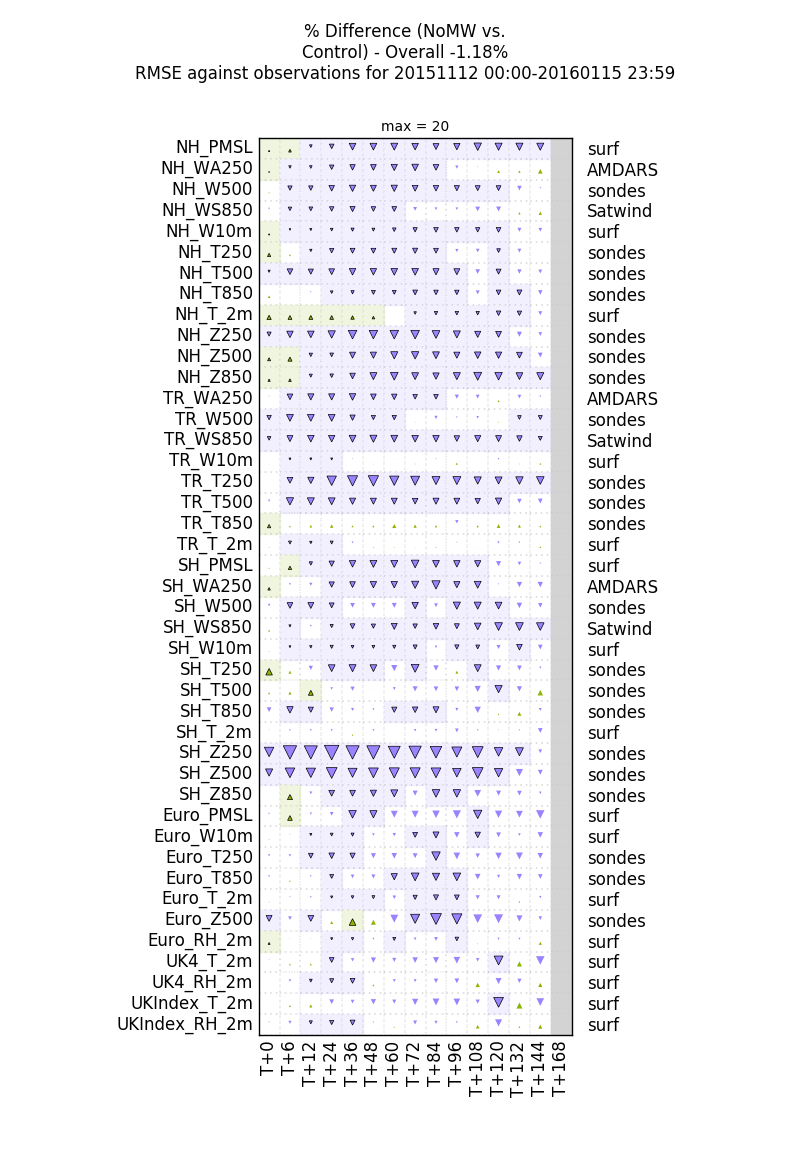 % Difference (NoMW vs.
Control) - Overall -1.18%
RMSE against observations for 20151112 00:00-20160115 23:59
max = 20
NH_PMSL surf
NH_WA250 AMDARS
NH_W500 sondes
NH_WS850 Satwind
NH_W10m surf
NH_T250 sondes
NH_T500 sondes
NH_T850 sondes
NH_T_2m surf
NH_Z250 sondes
NH_Z500 sondes
NH_Z850 sondes
TR_WA250 AMDARS
TR_W500 sondes
TR_WS850 Satwind
TR_W10m surf
TR_T250 sondes
TR_T500 sondes
TR_T850 sondes
TR_T_2m surf
SH_PMSL surf
SH_WA250 AMDARS
SH_W500 sondes
SH_WS850 Satwind
SH_W10m surf
SH_T250 sondes
SH_T500 sondes
SH_T850 sondes
SH_T_2m surf
SH_Z250 sondes
SH_Z500 sondes
SH_Z850 sondes
Euro_PMSL surf
Euro_W10m surf
Euro_T250 sondes
Euro_T850 sondes
Euro_T_2m surf
Euro_Z500 sondes
Euro_RH_2m surf
UK4_T_2m surf
UK4_RH_2m surf
UKIndex_T_2m surf
UKIndex_RH_2m surf
T+0 T+6 T+12 T+24 T+36 T+48 T+60 T+72 T+84 T+96 T+108 T+120 T+132 T+144 T+168